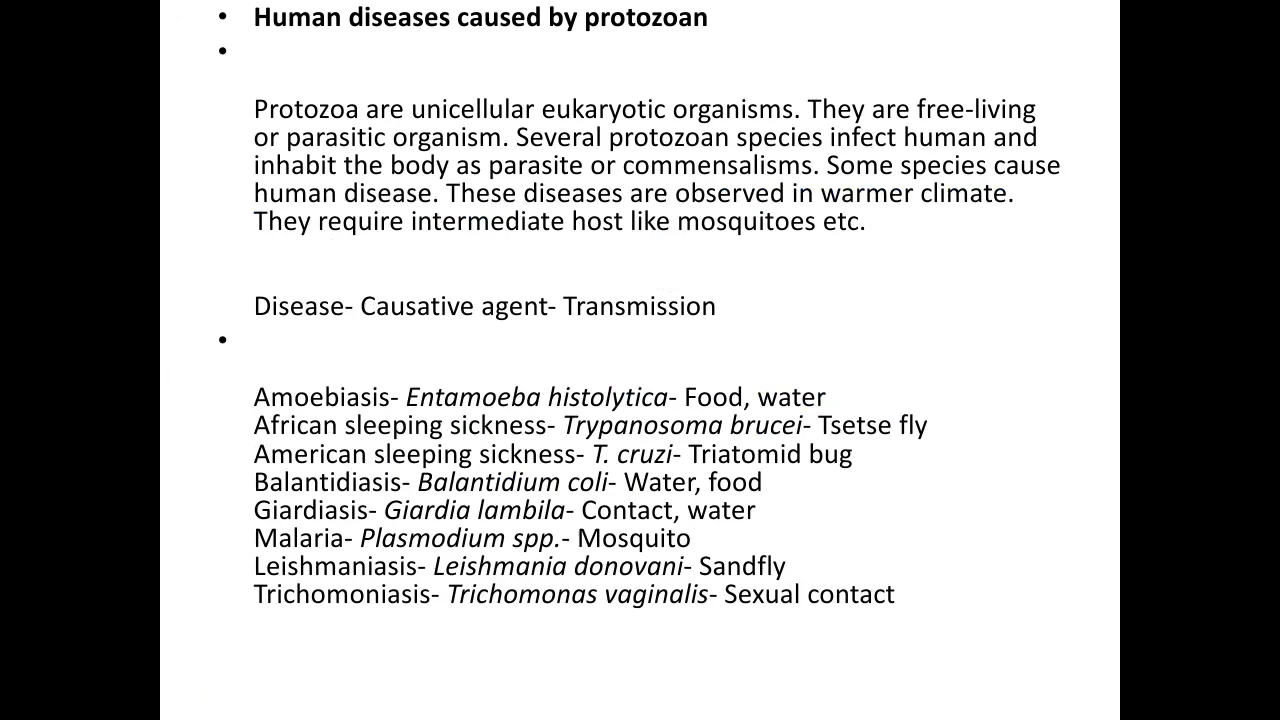 • Human diseases caused by protozoan
•
Protozoa are unicellular eukaryotic organisms. They are free-living
or parasitic organism. Several protozoan species infect human and
inhabit the body as parasite or commensalisms. Some species cause
human disease. These diseases are observed in warmer climate.
They require intermediate host like mosquitoes etc.
Disease- Causative agent- Transmission
•
Amoebiasis- Entamoeba histolytica- Food, water
African sleeping sickness- Trypanosoma brucei- Tsetse fly
American sleeping sickness- T. cruzi- Triatomid bug
Balantidiasis- Balantidium coli- Water, food
Giardiasis- Giardia lambila- Contact, water
Malaria- Plasmodium spp.- Mosquito
Leishmaniasis- Leishmania donovani- Sandfly
Trichomoniasis- Trichomonas vaginalis- Sexual contact